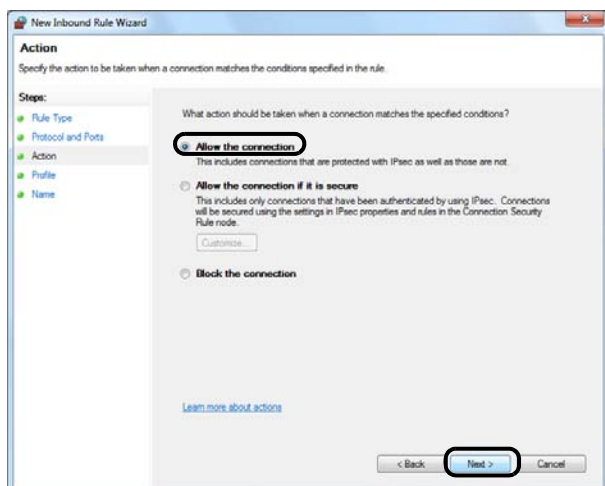 New Inbound Rule Wizard
Action
Specify the action to be taken when a connection matches the conditions specified in the rule.
Steps:
Rule Type
Protocol and Ports
Action
Profile
Name
What action should be taken when a connection matches the specified conditions?
Allow the connection
This includes connections that are protected with IPsec as well as those are not.
Allow the connection if it is secure
This includes only connections that have been authenticated by using IPsec. Connections
will be secured using the settings in IPsec properties and rules in the Connection Security
Rule node.
Customize...
Block the connection
Learn more about actions
< Back
Next >
Cancel